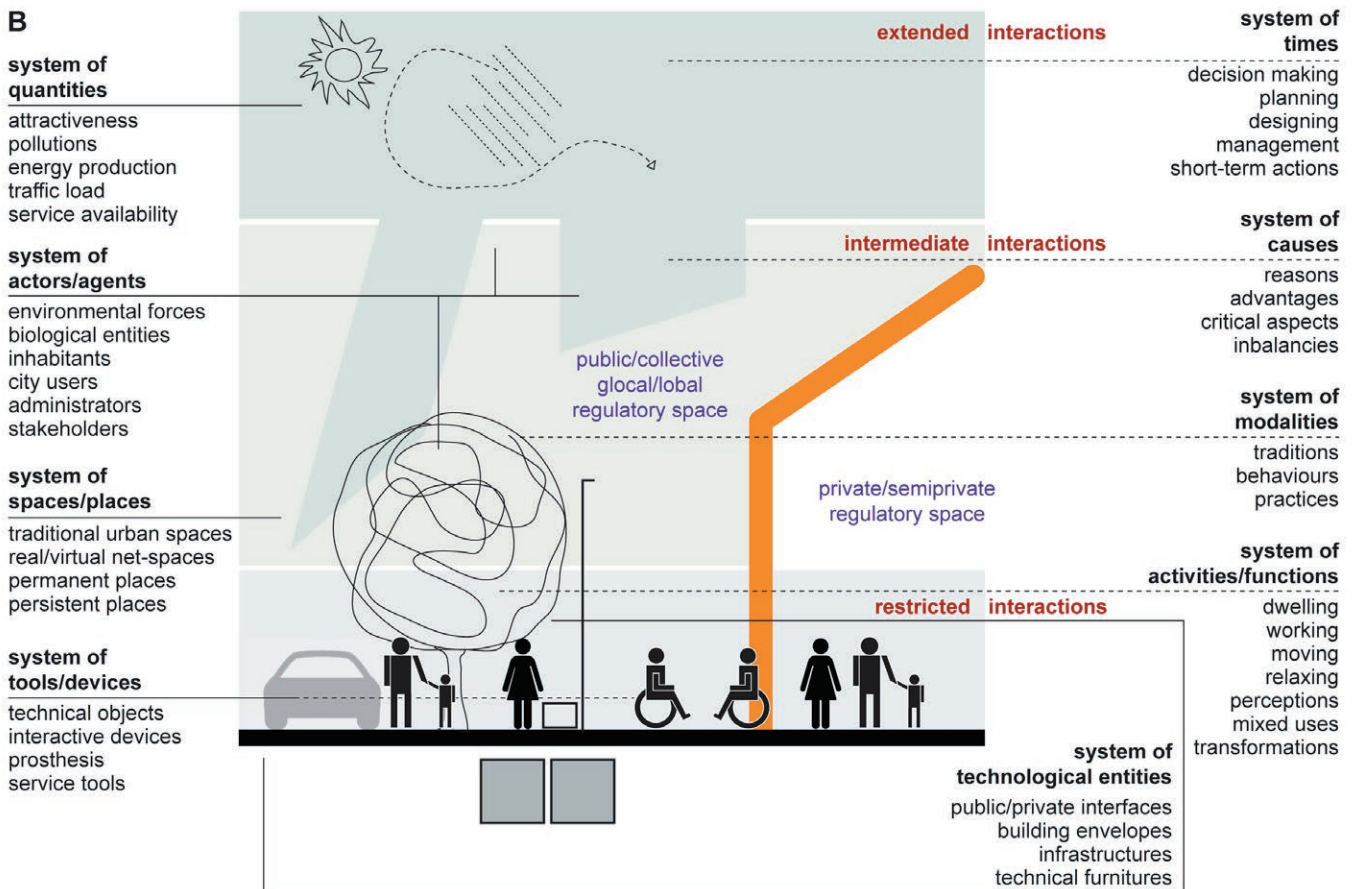 B
system of
quantities
attractiveness
pollutions
energy production
traffic load
service availability
system of
actors/agents
environmental forces
biological entities
inhabitants
city users
administrators
stakeholders
system of
spaces/places
traditional urban spaces
real/virtual net-spaces
permanent places
persistent places
system of
tools/devices
technical objects
interactive devices
prosthesis
service tools
extended interactions
intermediate interactions
public/collective
glocal/lobal
regulatory space
private/semiprivate
regulatory space
restricted interactions
system of
times
decision making
planning
designing
management
short-term actions
system of
causes
reasons
advantages
critical aspects
inbalancies
system of
modalities
traditions
behaviours
practices
system of
activities/functions
dwelling
working
moving
relaxing
perceptions
mixed uses
transformations
system of
technological entities
public/private interfaces
building envelopes
infrastructures
technical furnitures